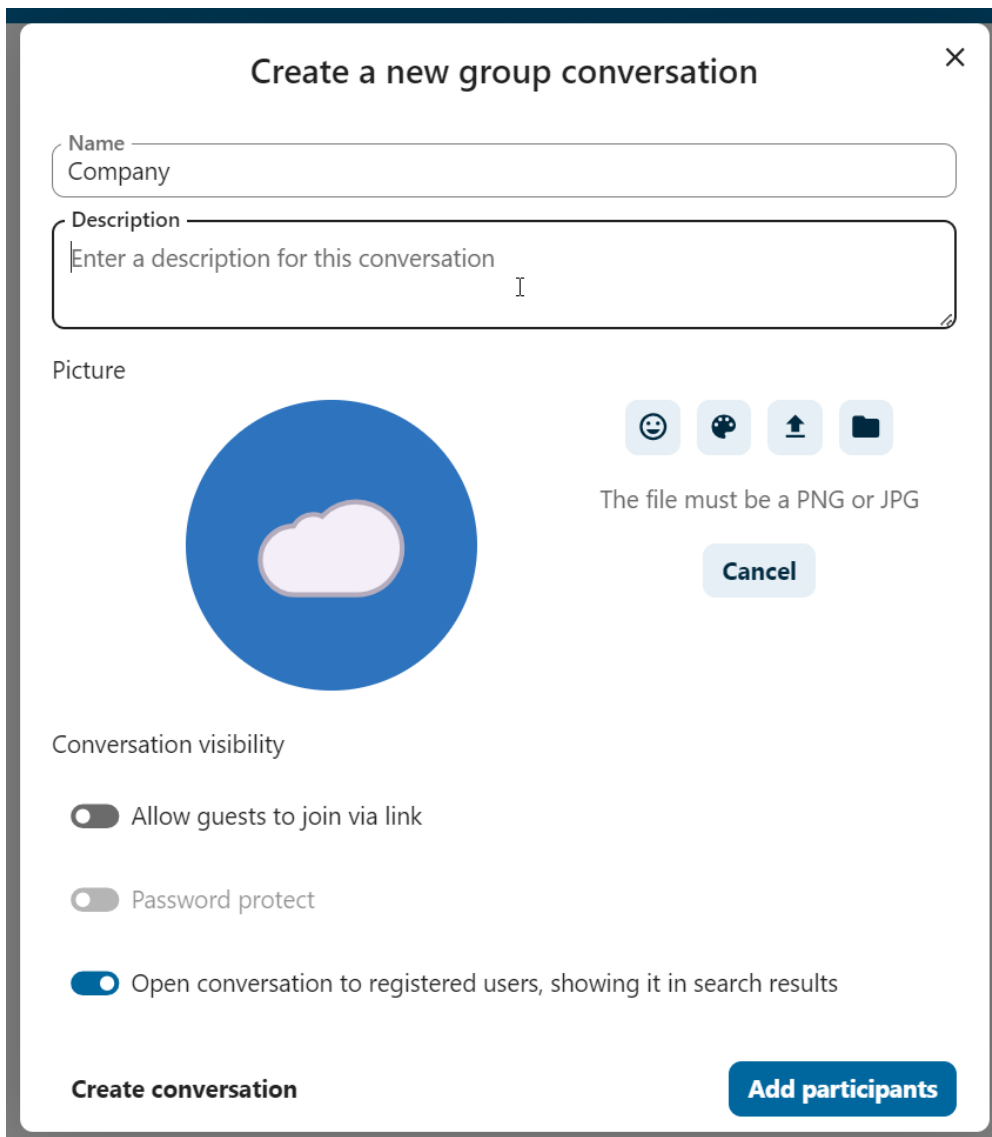 Create a new group conversation
Name
Company
Description
Enter a description for this conversation
Picture
The file must be a PNG or JPG
Cancel
Conversation visibility
Allow guests to join via link
Password protect
Open conversation to registered users, showing it in search results
Create conversation
Add participants